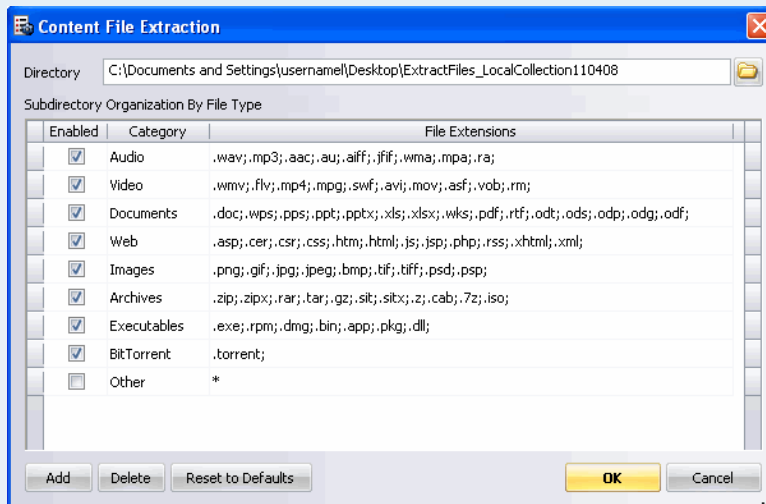 Content File Extraction
Directory C:\Documents and Settings\usernamel\Desktop\ExtractFiles_LocalCollection110408
Subdirectory Organization By File Type
Enabled Category File Extensions
Audio .wav;.mp3;.aac;.au;.aiff;.jfif;.wma;.mpa;.ra;
Video .wmv;.flv;.mp4;.mpg;.swf;.avi;.mov;.asf;.vob;.rm;
Documents .doc;.wps;.pps;.ppt;.pptx;.xls;.xlsx;.wks;.pdf;.rtf;.odt;.ods;.odp;.odg;.odf;
Web .asp;.cer;.csr;.css;.htm;.html;.js;.jsp;.php;.rss;.xhtml;.xml;
Images .png;.gif;.jpg;.jpeg;.bmp;.tif;.tiff;.psd;.psp;
Archives .zip;.zipx;.rar;.tar;.gz;.sit;.sitx;.z;.cab;.7z;.iso;
Executables .exe;.rpm;.dmg;.bin;.app;.pkg;.dll;
BitTorrent .torrent;
Other *
Add Delete Reset to Defaults OK Cancel